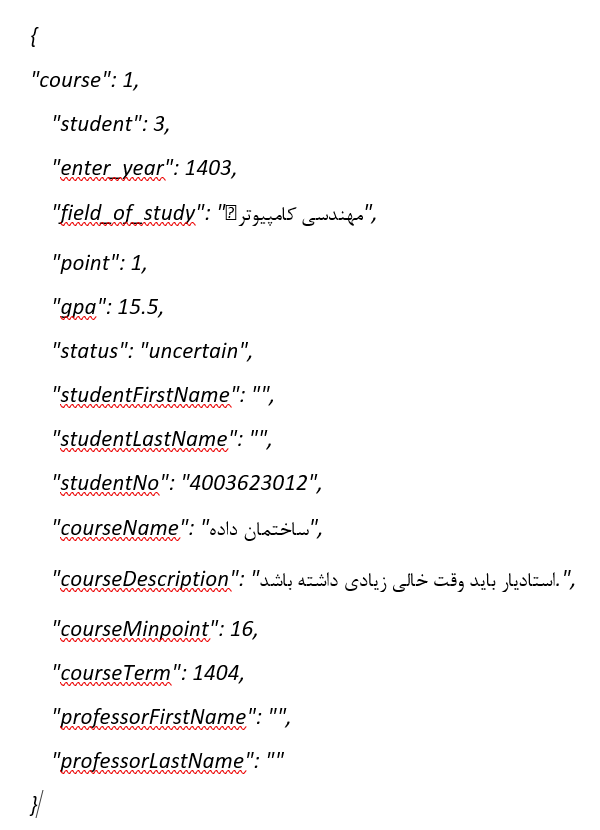 {
"course": 1,
"student": 3,
"enter_year": 1403,
"field_of_study": "مهندسی کامپیوتر",
"point": 1,
"gpa": 15.5,
"status": "uncertain",
"studentFirstName": "",
"studentLastName": "",
"studentNo": "4003623012",
"courseName": "ساختمان داده",
"courseDescription": "استادیار باید وقت خالی زیادی داشته باشد.",
"courseMinpoint": 16,
"courseTerm": 1404,
"professorFirstName": "",
"professorLastName": ""
}